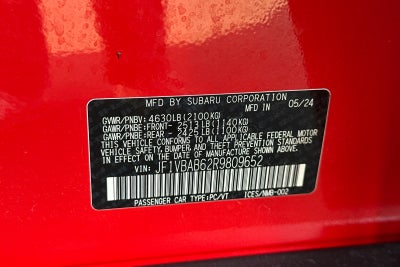 MFD BY SUBARU CORPORATION
MFD IN 05/24
GVWR/PNBV: 4630LB(2100KG)
GAWR/PNBE:FRONT- 2513LB(1140KG)
GAWR/PNBE:REAR- 2425LB(1100KG)
THIS VEHICLE CONFORMS TO ALL APPLICABLE FEDERAL MOTOR
VEHICLE SAFETY, BUMPER, AND THEFT PREVENTION STANDARDS
IN EFFECT ON THE DATE OF MANUFACTURE SHOWN ABOVE.
VIN: JF1VBAB62R9809652
PASSENGER CAR TYPE:PC/VT ICES/NMB-002